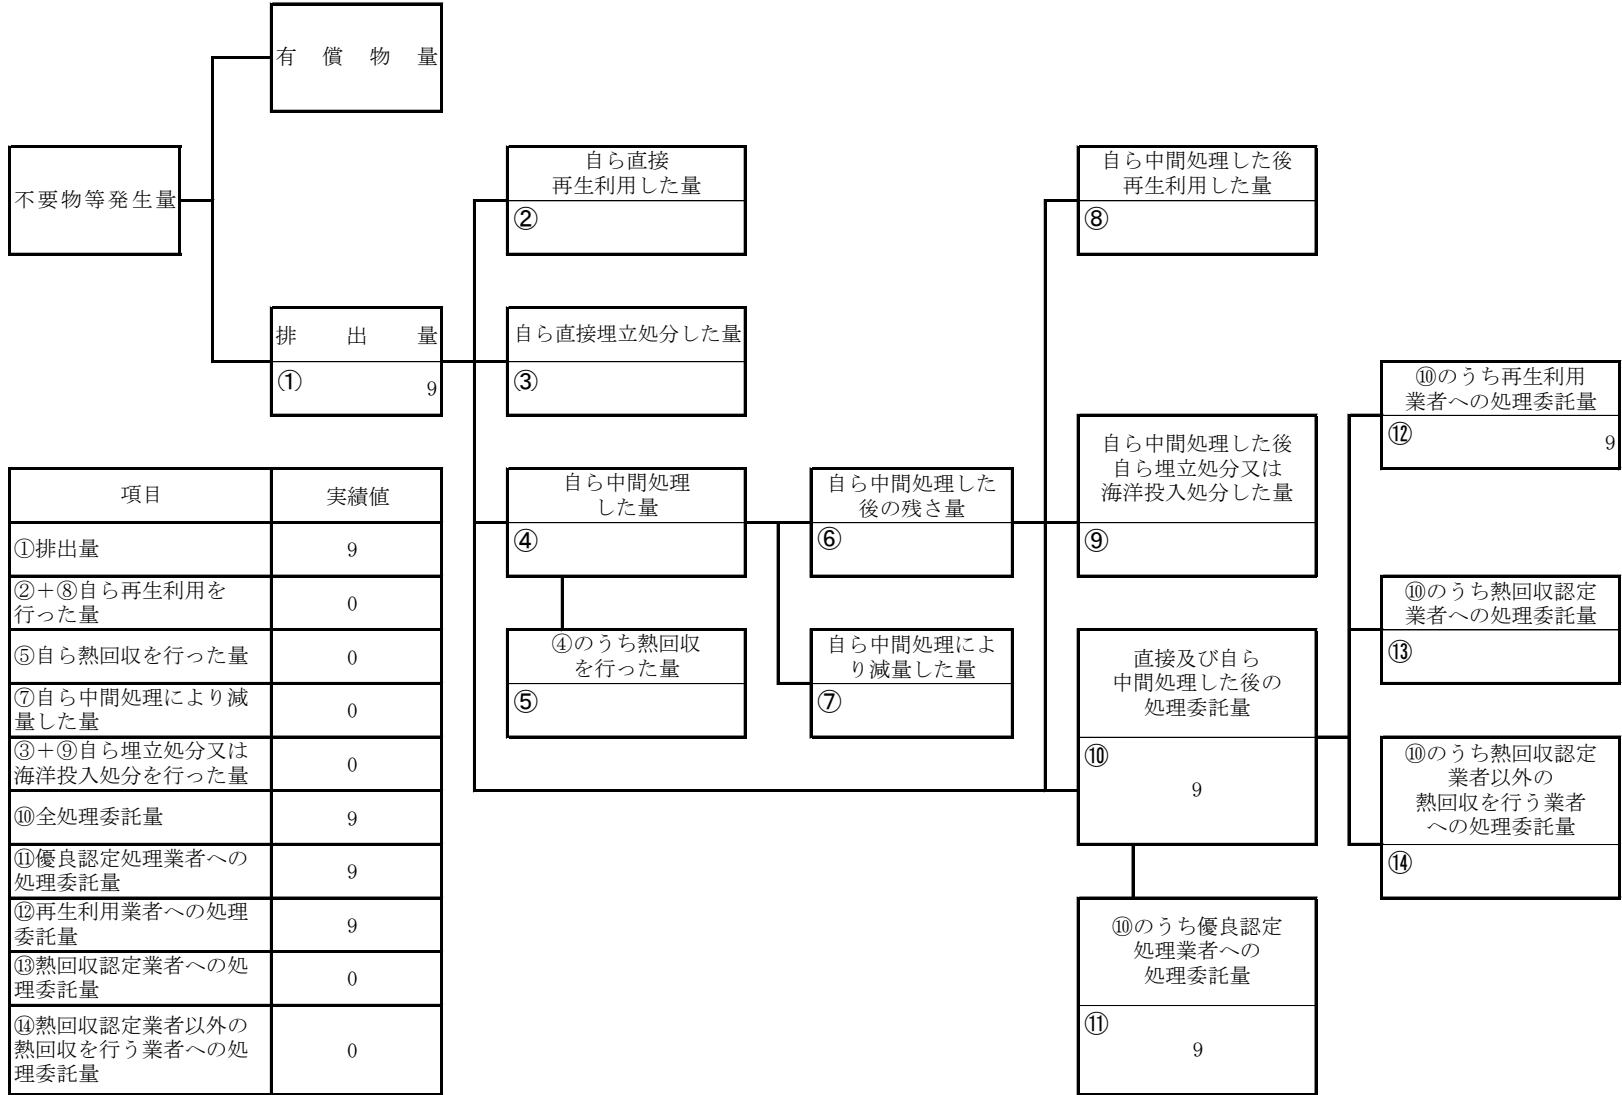 有償物量
不要物等発生量
排出量
① 9
自ら直接
再生利用した量
②
自ら直接埋立処分した量
③
自ら中間処理
した量
④
④のうち熱回収
を行った量
⑤
自ら中間処理した
後の残さ量
⑥
自ら中間処理によ
り減量した量
⑦
自ら中間処理した後
再生利用した量
⑧
自ら中間処理した後
自ら埋立処分又は
海洋投入処分した量
⑨
直接及び自ら
中間処理した後の
処理委託量
⑩
9
⑩のうち優良認定
処理業者への
処理委託量
⑪
9
⑩のうち再生利用
業者への処理委託量
⑫ 9
⑩のうち熱回収認定
業者への処理委託量
⑬
⑩のうち熱回収認定
業者以外の
熱回収を行う業者
への処理委託量
⑭
項目 実績値
①排出量 9
②＋⑧自ら再生利用を
行った量 0
⑤自ら熱回収を行った量 0
⑦自ら中間処理により減
量した量 0
③＋⑨自ら埋立処分又は
海洋投入処分を行った量 0
⑩全処理委託量 9
⑪優良認定処理業者への
処理委託量 9
⑫再生利用業者への処理
委託量 9
⑬熱回収認定業者への処
理委託量 0
⑭熱回収認定業者以外の
熱回収を行う業者への処
理委託量 0